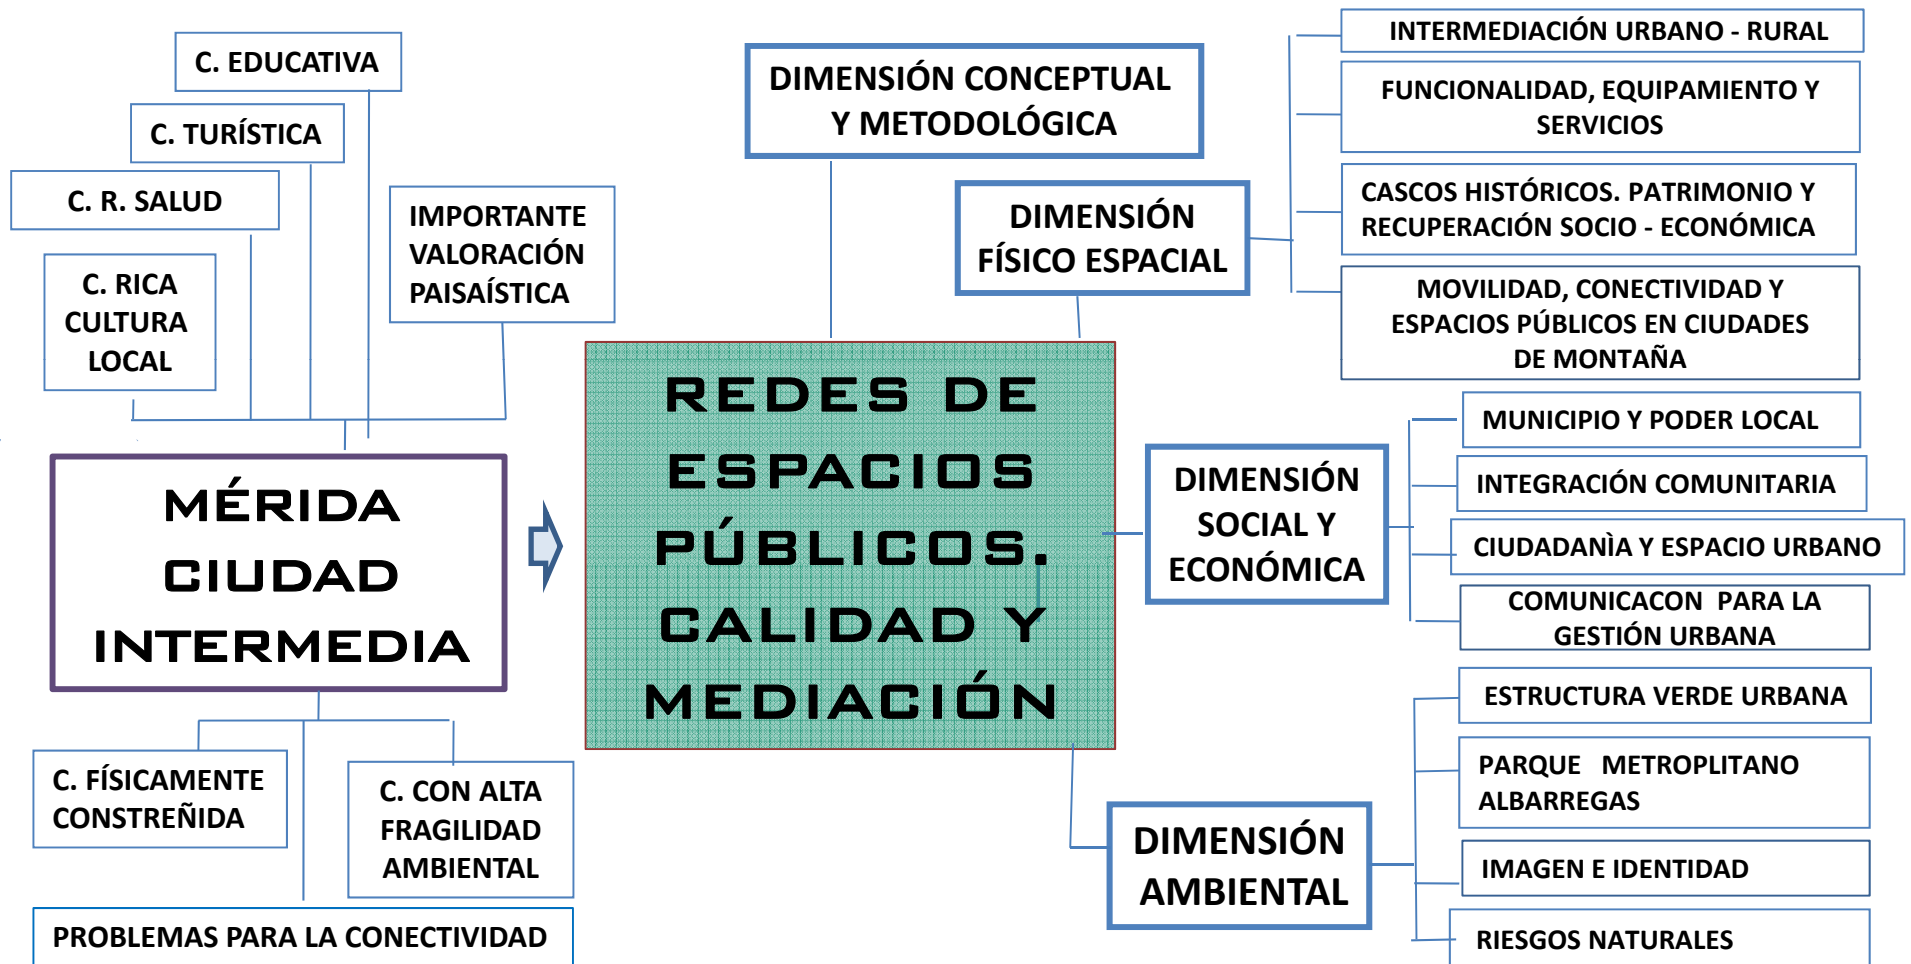 C. EDUCATIVA
C. TURÍSTICA
C. R. SALUD
C. RICA
CULTURA
LOCAL
IMPORTANTE
VALORACIÓN
PAISAÍSTICA
MÉRIDA
CIUDAD
INTERMEDIA
C. FÍSICAMENTE
CONSTREÑIDA
C. CON ALTA
FRAGILIDAD
AMBIENTAL
PROBLEMAS PARA LA CONECTIVIDAD
REDES DE
ESPACIOS
PÚBLICOS.
CALIDAD Y
MEDIACIÓN
DIMENSIÓN CONCEPTUAL
Y METODOLÓGICA
DIMENSIÓN
FÍSICO ESPACIAL
INTERMEDIACIÓN URBANO - RURAL
FUNCIONALIDAD, EQUIPAMIENTO Y
SERVICIOS
CASCOS HISTÓRICOS. PATRIMONIO Y
RECUPERACIÓN SOCIO - ECONÓMICA
MOVILIDAD, CONECTIVIDAD Y
ESPACIOS PÚBLICOS EN CIUDADES
DE MONTAÑA
DIMENSIÓN
SOCIAL Y
ECONÓMICA
MUNICIPIO Y PODER LOCAL
INTEGRACIÓN COMUNITARIA
CIUDADANÌA Y ESPACIO URBANO
COMUNICACON PARA LA
GESTIÓN URBANA
DIMENSIÓN
AMBIENTAL
ESTRUCTURA VERDE URBANA
PARQUE METROPLITANO
ALBARREGAS
IMAGEN E IDENTIDAD
RIESGOS NATURALES